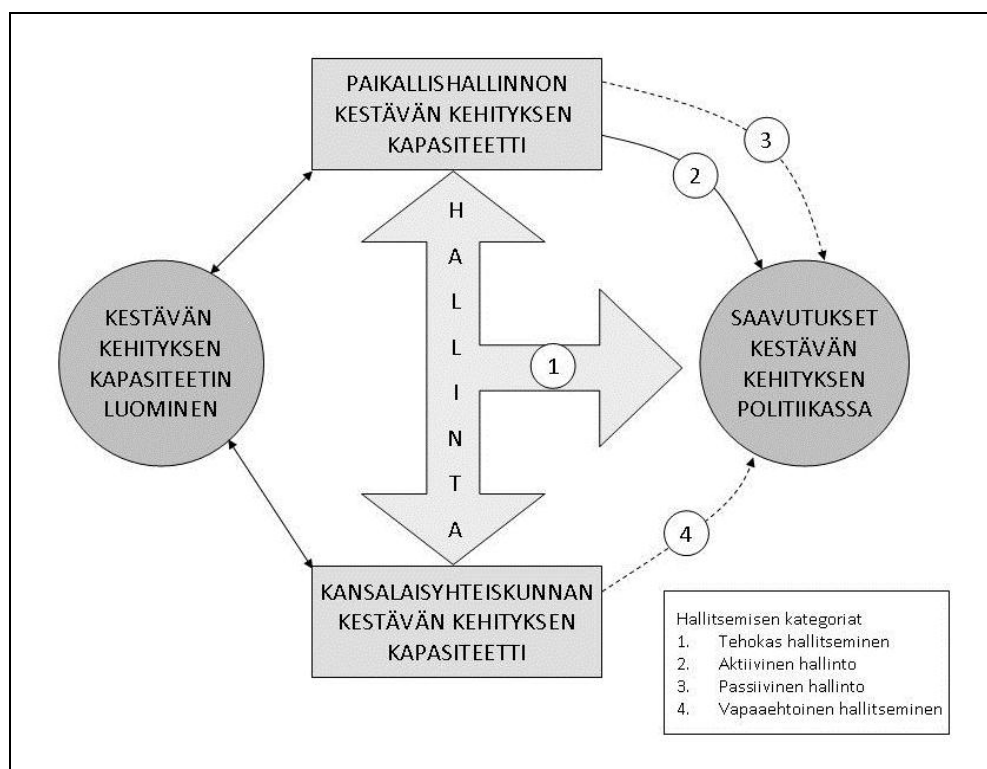 PAIKALLISHALLINNON
KESTÄVÄN KEHITYKSEN
KAPASITEETTI
3
2
HALLINTA
KESTÄVÄN
KEHITYKSEN
KAPASITEETIN
LUOMINEN
1
SAAVUTUKSET
KESTÄVÄN
KEHITYKSEN
POLITIIKASSA
4
KANSALAISYHTEISKUNNAN
KESTÄVÄN KEHITYKSEN
KAPASITEETTI
Hallitsemisen kategoriat
1. Tehokas hallitseminen
2. Aktiivinen hallinto
3. Passiivinen hallinto
4. Vapaaehtoinen hallitseminen